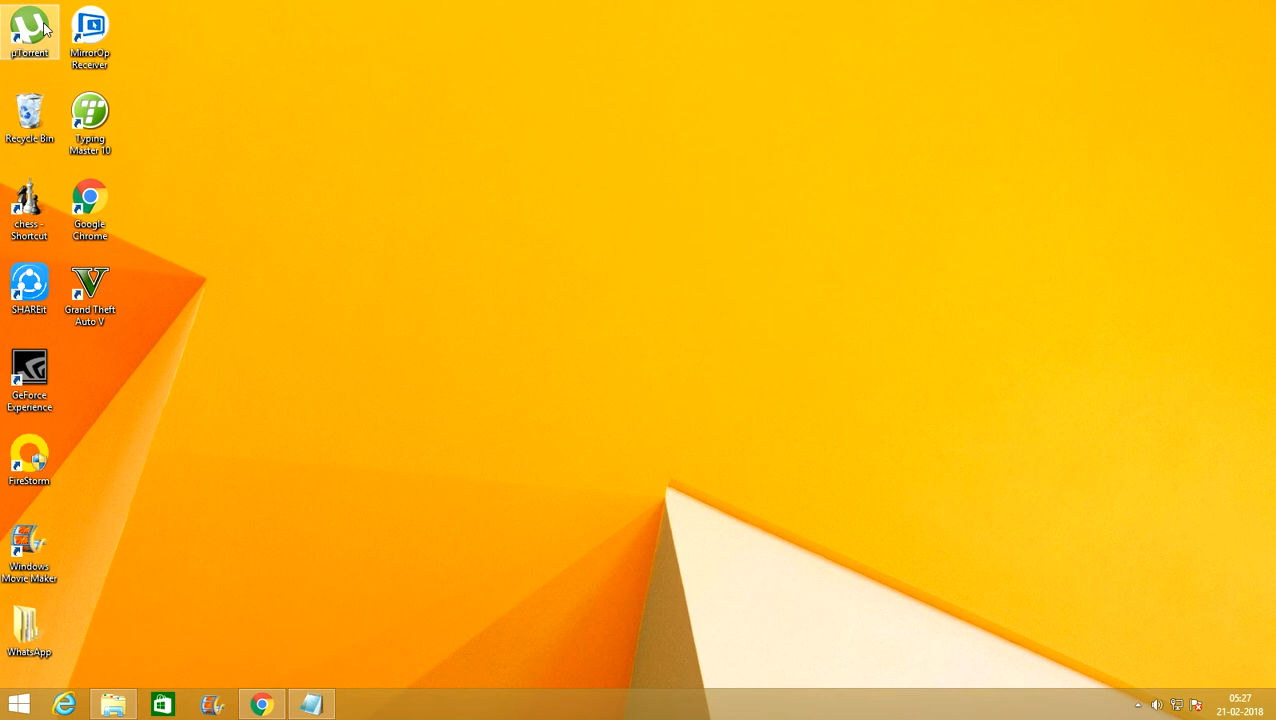 µTorrent
MirrorOp
Receiver
Recycle Bin
Typing
Master 10
chess -
Shortcut
Google
Chrome
SHAREit
Grand Theft
Auto V
GeForce
Experience
FireStorm
Windows
Movie Maker
WhatsApp
05:27
21-02-2018